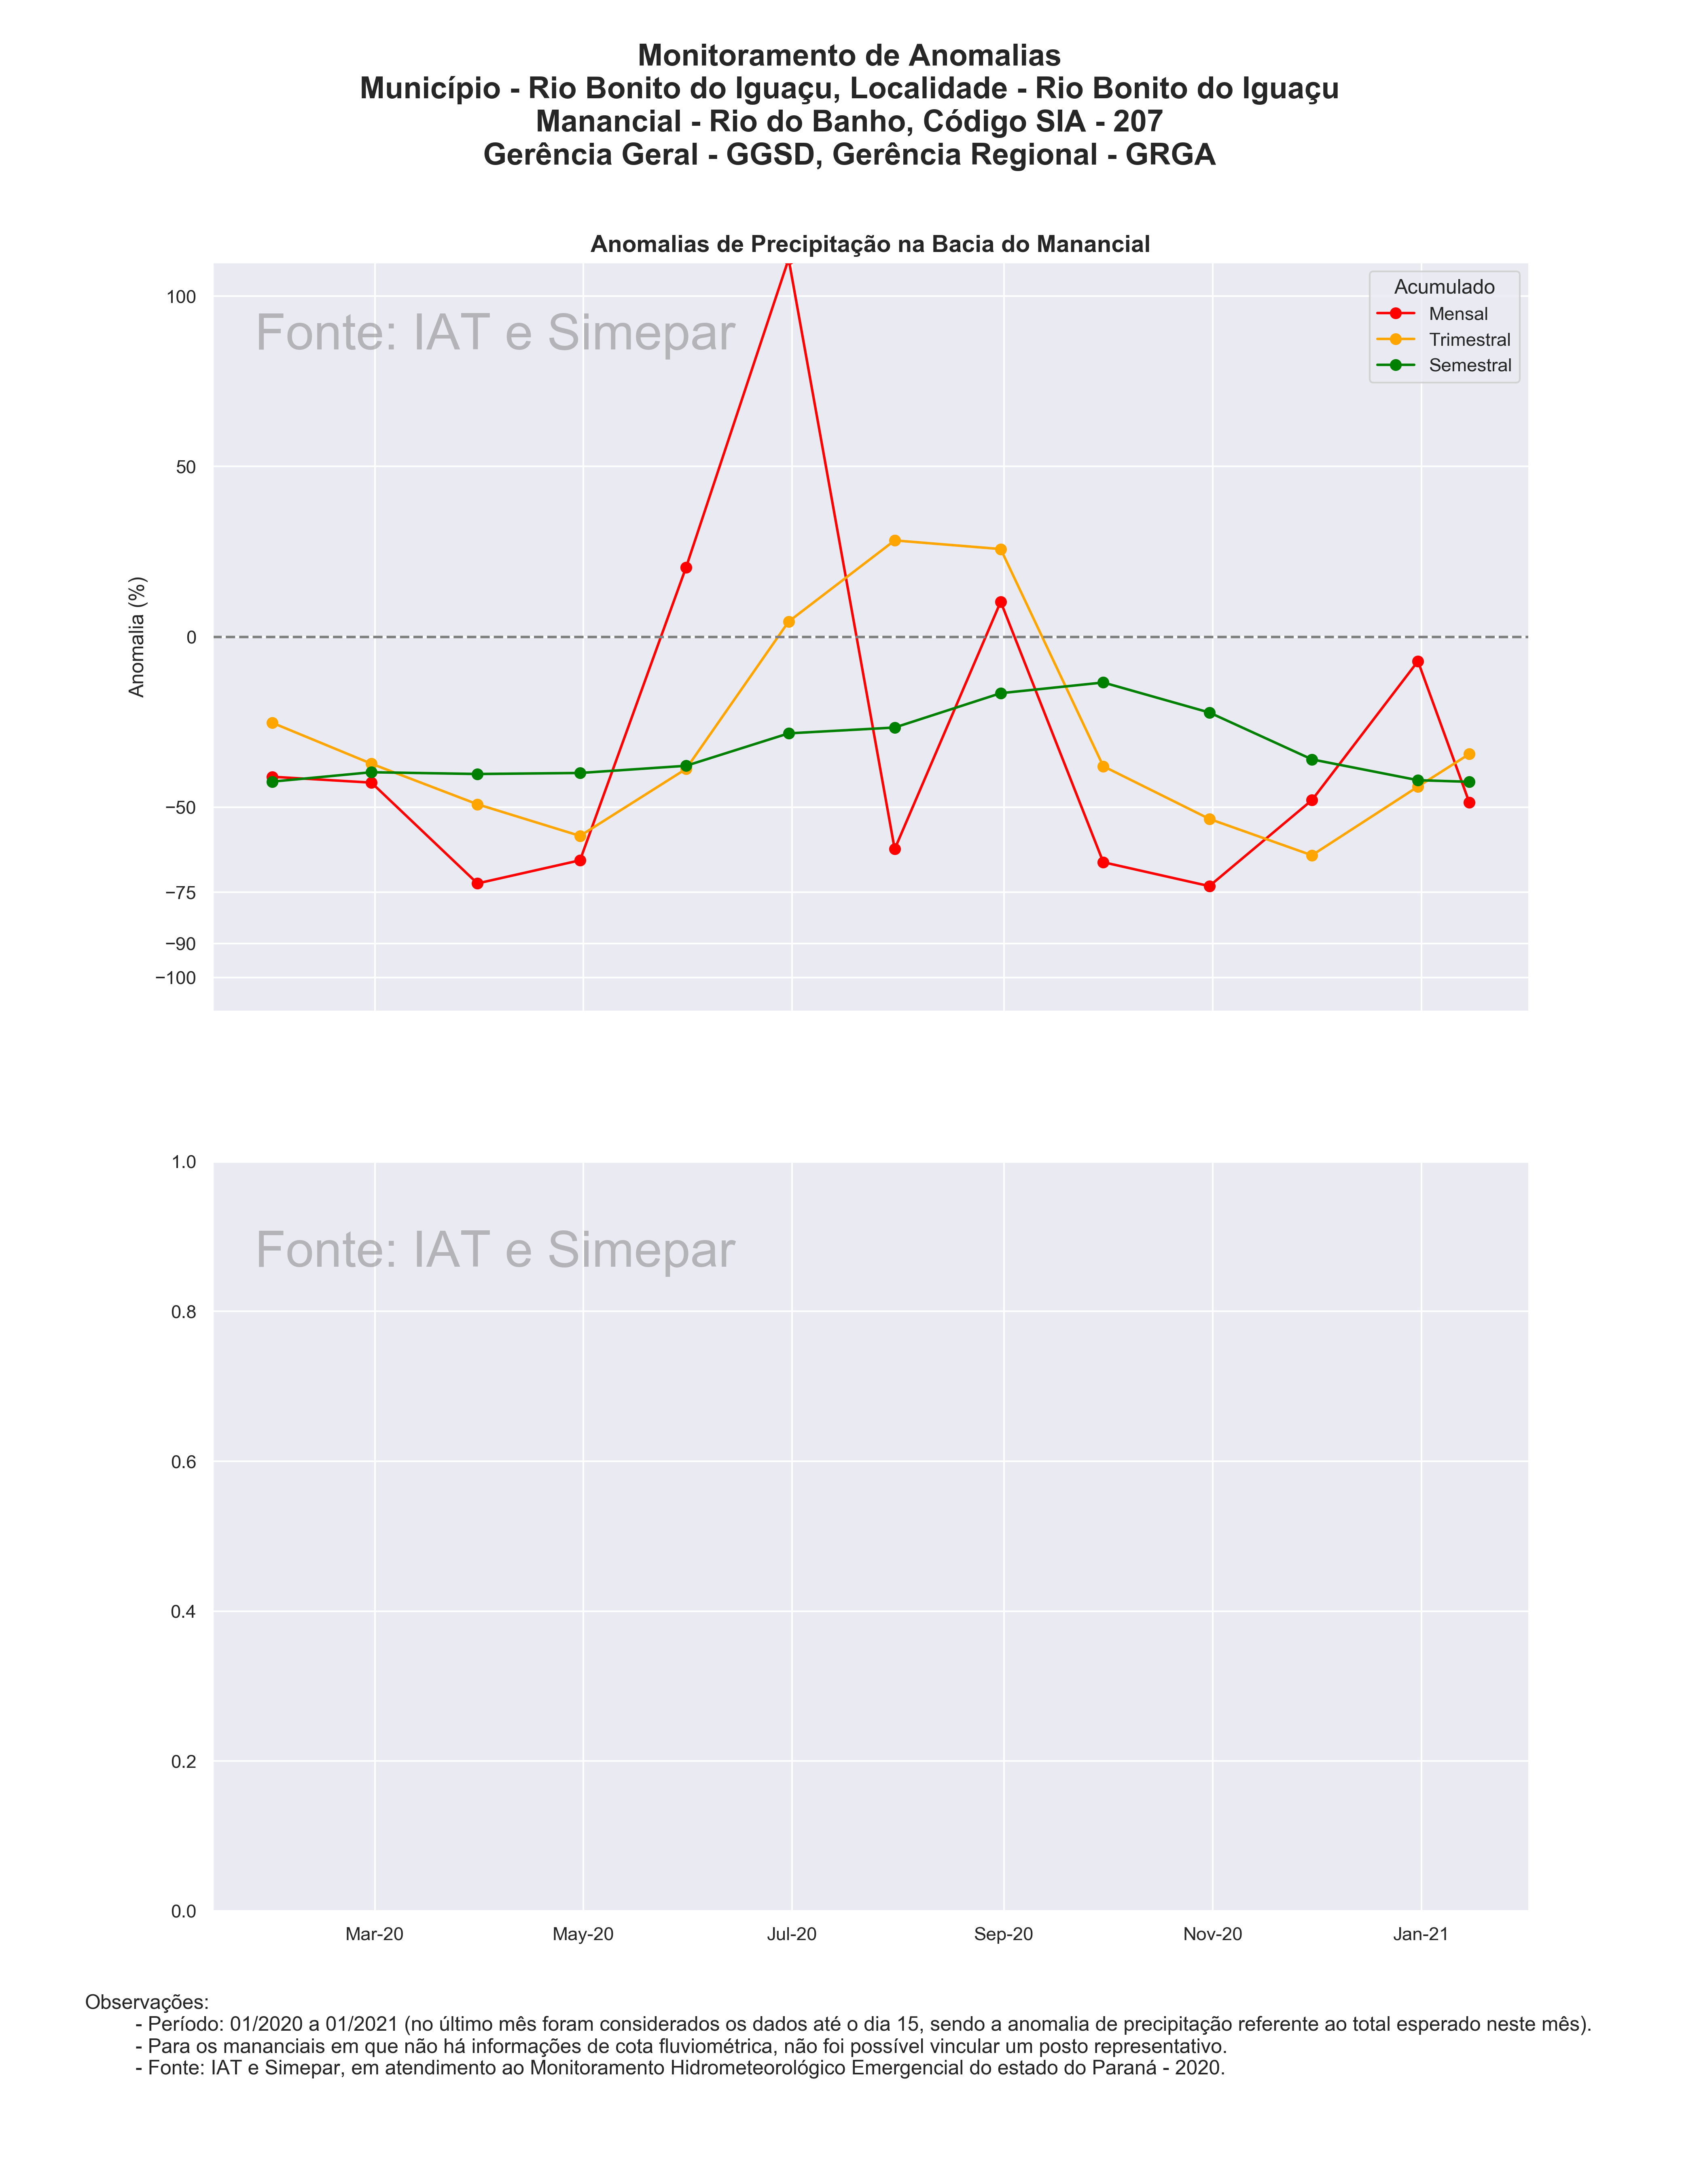 Monitoramento de Anomalias
Município - Rio Bonito do Iguaçu, Localidade - Rio Bonito do Iguaçu
Manancial - Rio do Banho, Código SIA - 207
Gerência Geral - GGSD, Gerência Regional - GRGA
Anomalias de Precipitação na Bacia do Manancial
Fonte: IAT e Simepar
Acumulado
Mensal
Trimestral
Semestral
Anomalia (%)
100
50
0
−50
−75
−90
−100
Fonte: IAT e Simepar
1.0
0.8
0.6
0.4
0.2
0.0
Mar-20 May-20 Jul-20 Sep-20 Nov-20 Jan-21
Observações:
- Período: 01/2020 a 01/2021 (no último mês foram considerados os dados até o dia 15, sendo a anomalia de precipitação referente ao total esperado neste mês).
- Para os mananciais em que não há informações de cota fluviométrica, não foi possível vincular um posto representativo.
- Fonte: IAT e Simepar, em atendimento ao Monitoramento Hidrometeorológico Emergencial do estado do Paraná - 2020.